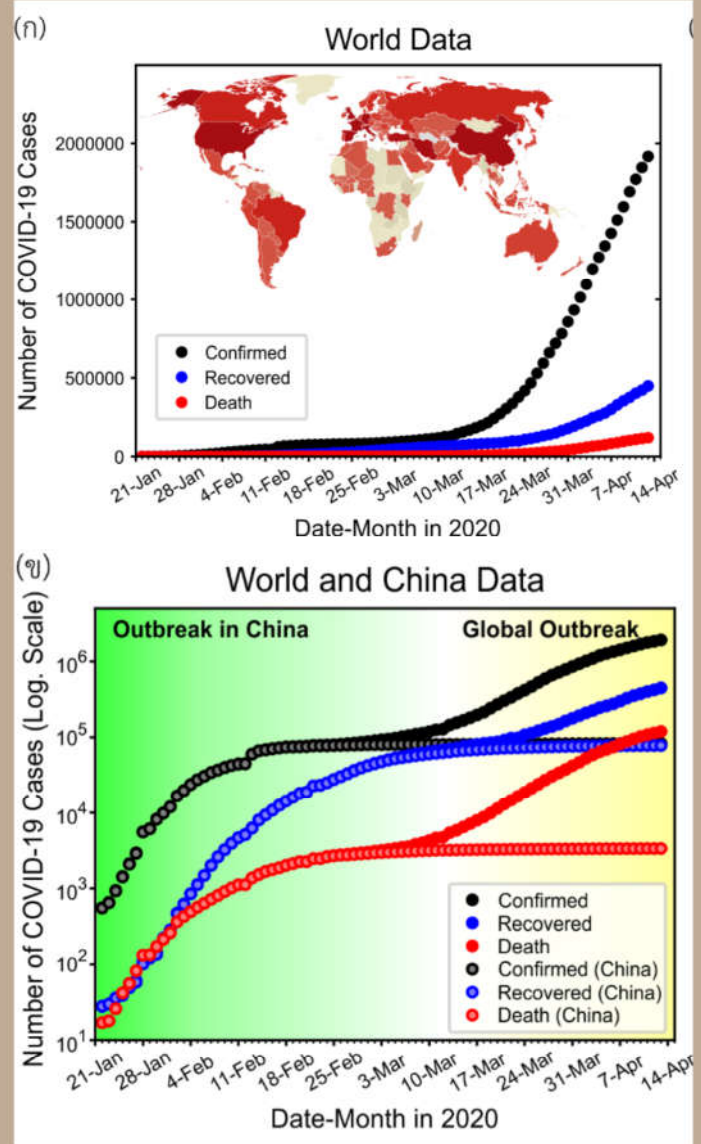 (ก)
World Data
Number of COVID-19 Cases
2000000
1500000
1000000
500000
0
Confirmed
Recovered
Death
21-Jan
28-Jan
4-Feb
11-Feb
18-Feb
25-Feb
3-Mar
10-Mar
17-Mar
24-Mar
31-Mar
7-Apr
14-Apr
Date-Month in 2020
(ข)
World and China Data
Number of COVID-19 Cases (Log. Scale)
Outbreak in China
Global Outbreak
10⁶
10⁵
10⁴
10³
10²
10¹
Confirmed
Recovered
Death
Confirmed (China)
Recovered (China)
Death (China)
21-Jan
28-Jan
4-Feb
11-Feb
18-Feb
25-Feb
3-Mar
10-Mar
17-Mar
24-Mar
31-Mar
7-Apr
14-Apr
Date-Month in 2020